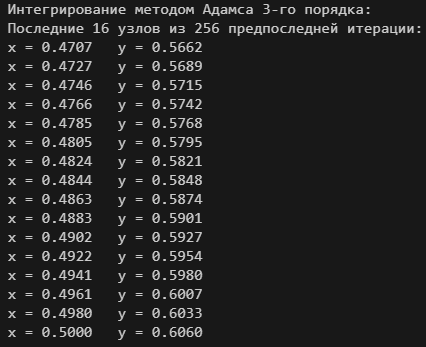 Интегрирование методом Адамса 3-го порядка:
Последние 16 узлов из 256 предпоследней итерации:
x = 0.4707   y = 0.5662
x = 0.4727   y = 0.5689
x = 0.4746   y = 0.5715
x = 0.4766   y = 0.5742
x = 0.4785   y = 0.5768
x = 0.4805   y = 0.5795
x = 0.4824   y = 0.5821
x = 0.4844   y = 0.5848
x = 0.4863   y = 0.5874
x = 0.4883   y = 0.5901
x = 0.4902   y = 0.5927
x = 0.4922   y = 0.5954
x = 0.4941   y = 0.5980
x = 0.4961   y = 0.6007
x = 0.4980   y = 0.6033
x = 0.5000   y = 0.6060